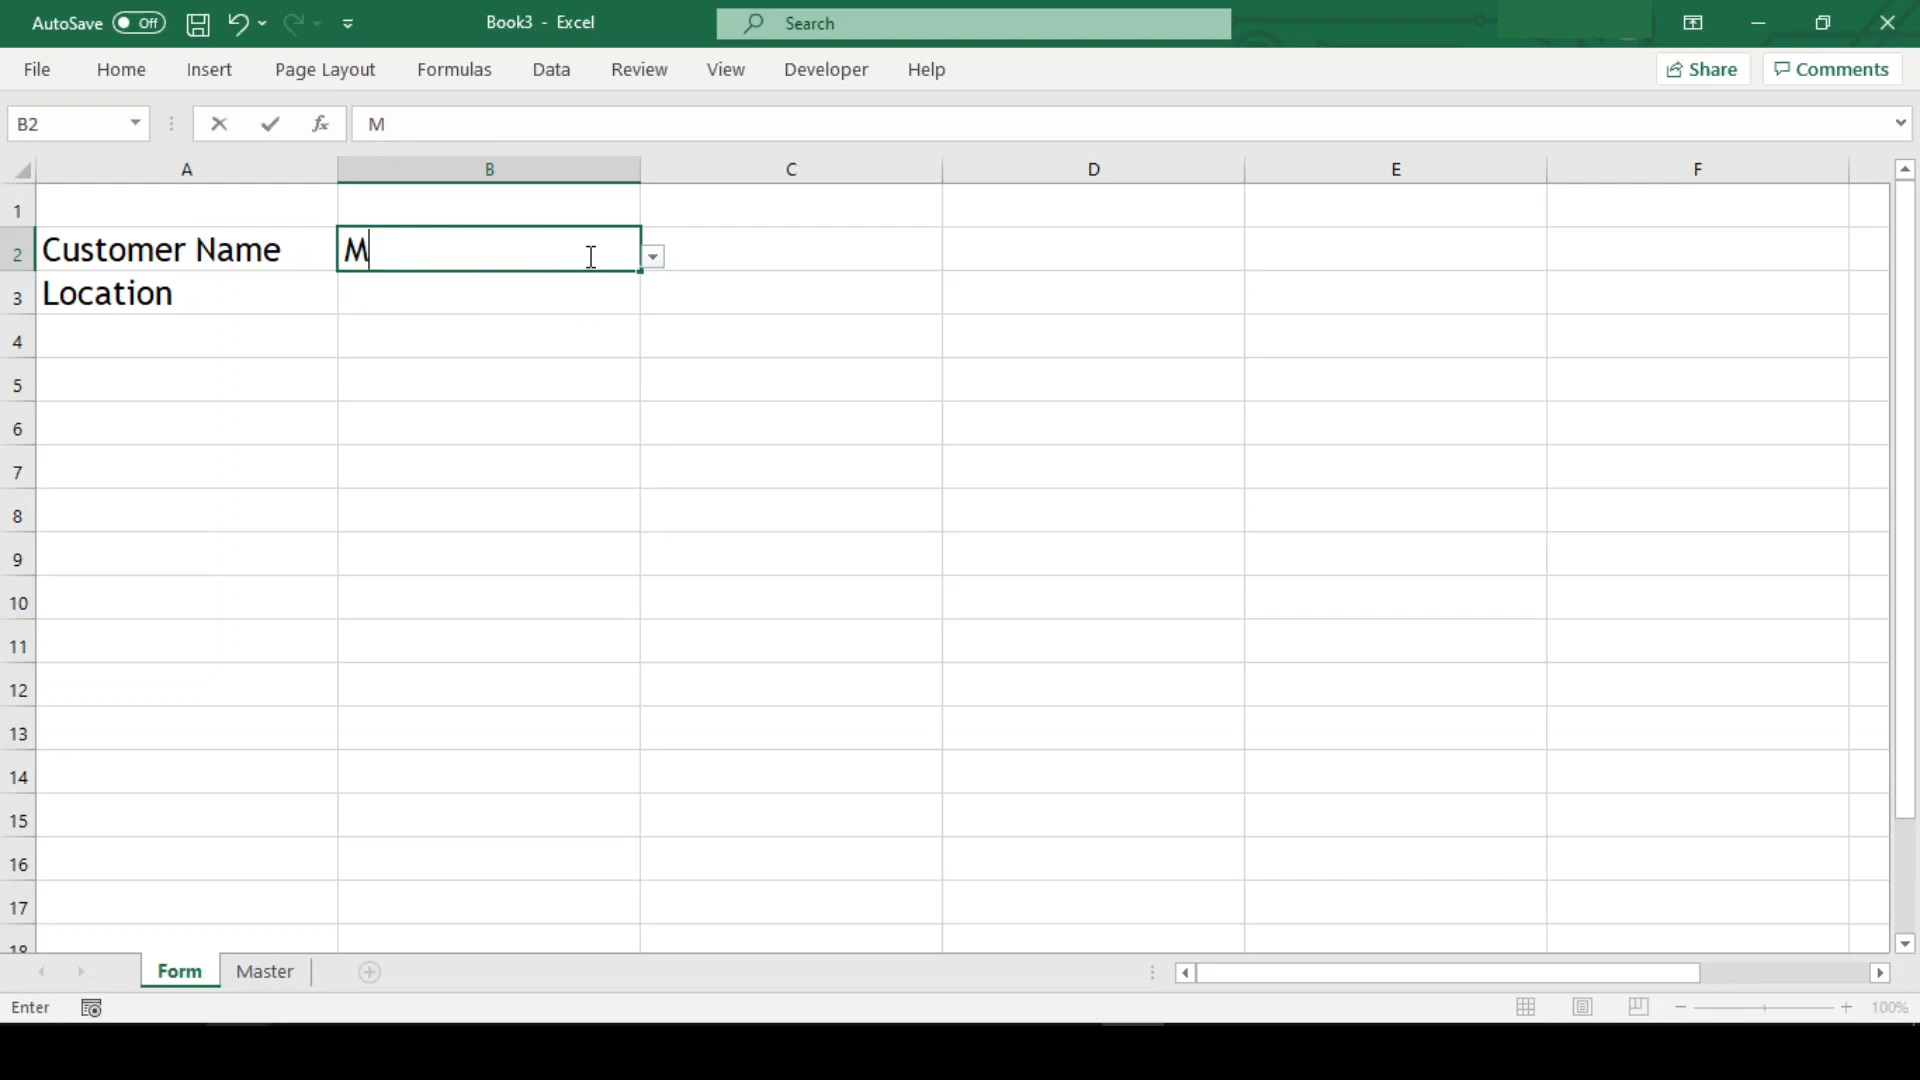 AutoSave Off Book3 - Excel Search
File Home Insert Page Layout Formulas Data Review View Developer Help Share Comments
B2 fx M
A B C D E F
1
2 Customer Name M
3 Location
4
5
6
7
8
9
10
11
12
13
14
15
16
17
18
Form Master
Enter 100%